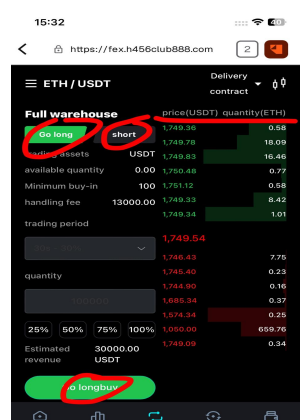 15:32
40
https://fex.h456club888.com
2
ETH / USDT
Delivery contract
Full warehouse
price(USDT) quantity(ETH)
Go long
short
1,749.36 0.58
1,749.78 18.09
trading assets USDT
1,749.83 16.46
available quantity 0.00
1,750.48 0.77
Minimum buy-in 100
1,751.12 0.58
handling fee 13000.00
1,749.33 8.42
1,749.34 1.01
trading period
1,749.54
1,746.43 7.75
quantity
1,745.40 0.23
1,744.90 0.16
1,685.34 0.37
1,574.34 0.25
25% 50% 75% 100%
1,050.00 659.76
Estimated revenue 30000.00 USDT
1,749.09 0.34
Go longbuy